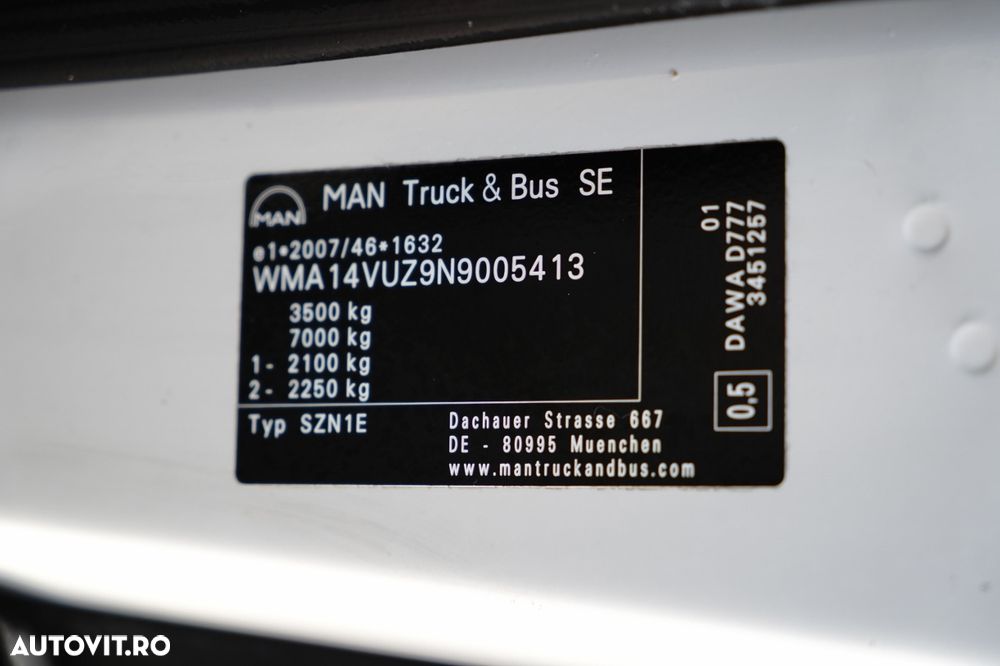 MAN
MAN Truck & Bus SE
e1*2007/46*1632
WMA14VUZ9N9005413
3500 kg
7000 kg
1- 2100 kg
2- 2250 kg
Typ SZN1E
Dachauer Strasse 667
DE - 80995 Muenchen
www.mantruckandbus.com
01
DAWA D777
3451257
0,5
AUTOVIT.RO